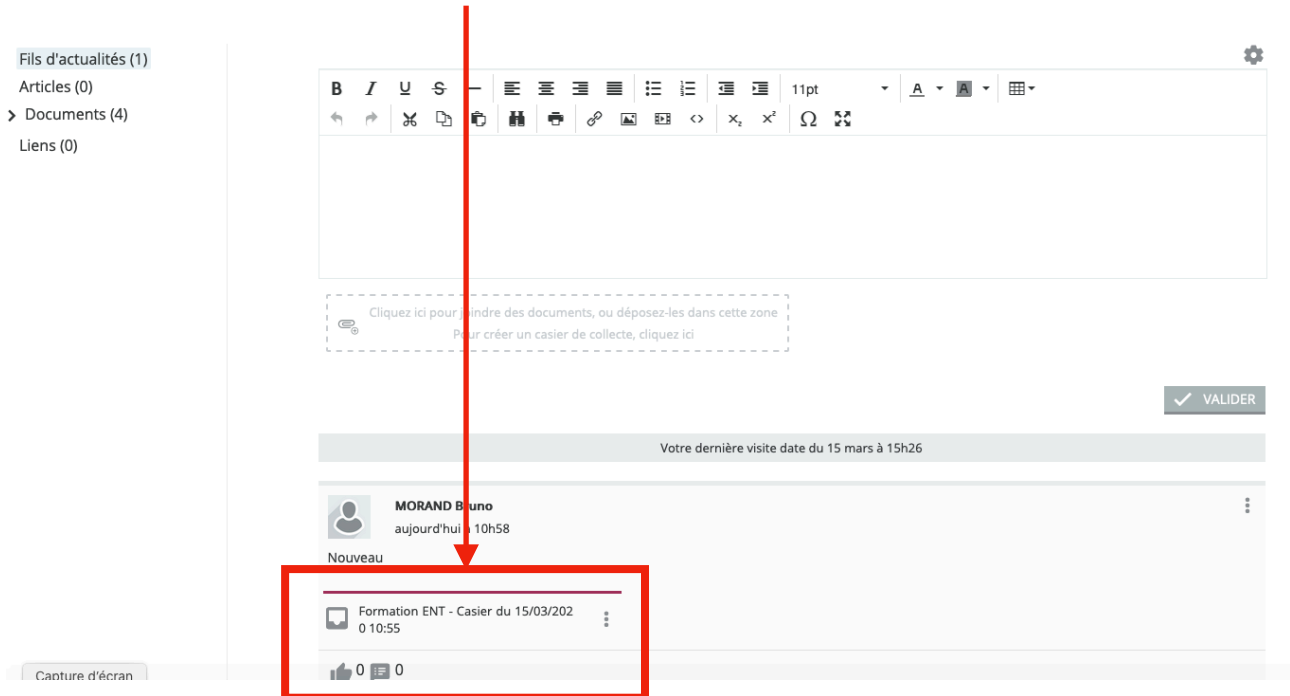 Fils d'actualités (1)
Articles (0)
Documents (4)
Liens (0)
11pt
Cliquez ici pour joindre des documents, ou déposez-les dans cette zone
Pour créer un casier de collecte, cliquez ici
VALIDER
Votre dernière visite date du 15 mars à 15h26
MORAND Bruno
aujourd'hui à 10h58
Nouveau
Formation ENT - Casier du 15/03/202
0 10:55
0 0
Capture d'écran